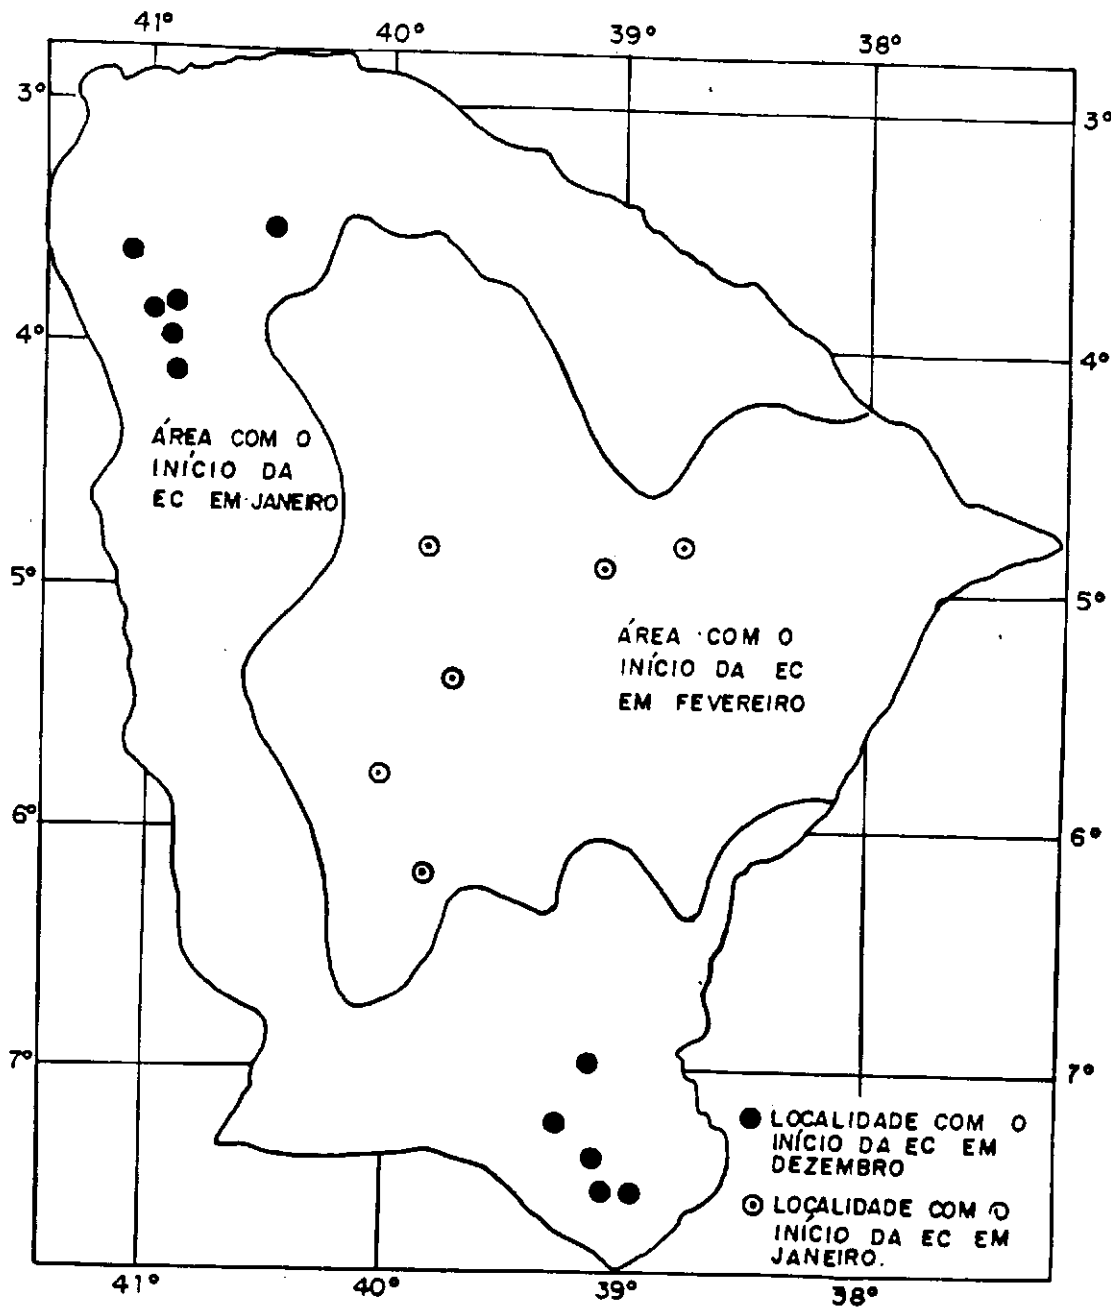 41° 40° 39° 38°
3° 3°
4° 4°
ÁREA COM O
INÍCIO DA
EC EM JANEIRO
5° 5°
ÁREA COM O
INÍCIO DA EC
EM FEVEREIRO
6° 6°
7° 7°
LOCALIDADE COM O
INÍCIO DA EC EM
DEZEMBRO
LOCALIDADE COM O
INÍCIO DA EC EM
JANEIRO.
41° 40° 39° 38°